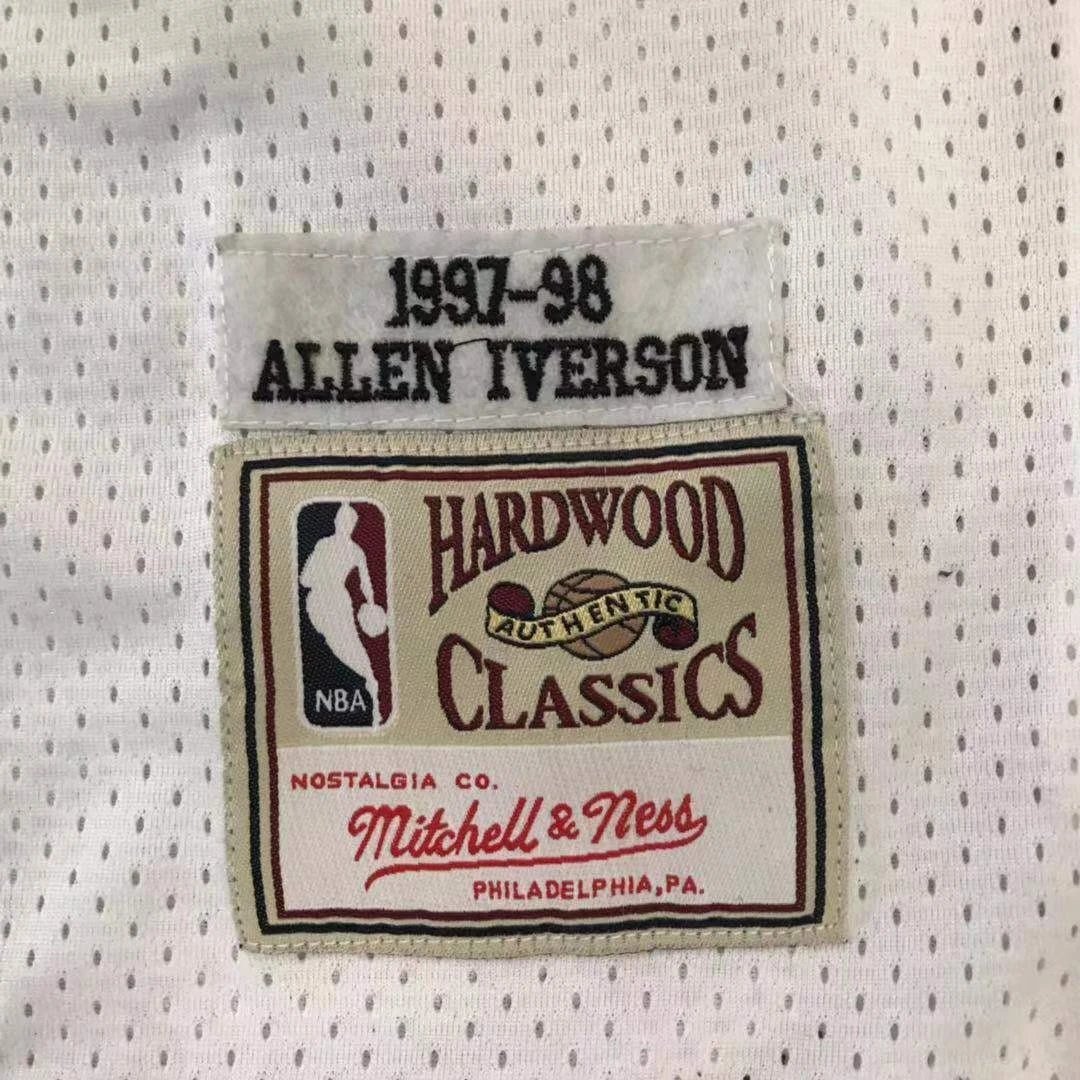 1997-98
ALLEN IVERSON
HARDWOOD
AUTHENTIC
CLASSICS
NBA
NOSTALGIA CO.
Mitchell & Ness
PHILADELPHIA, PA.